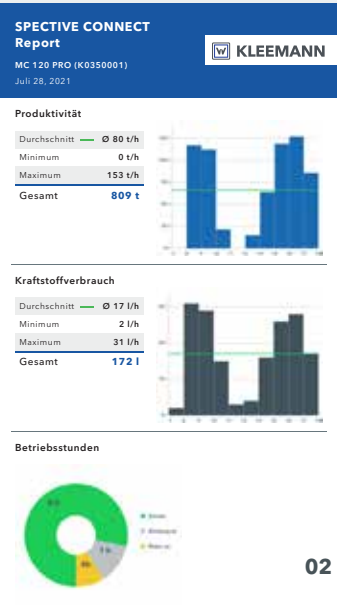 SPECTIVE CONNECT
Report
KLEEMANN
MC 120 PRO (K0350001)
Juli 28, 2021
Produktivität
Durchschnitt Ø 80 t/h
Minimum 0 t/h
Maximum 153 t/h
Gesamt 809 t
Kraftstoffverbrauch
Durchschnitt Ø 17 l/h
Minimum 2 l/h
Maximum 31 l/h
Gesamt 172 l
Betriebsstunden
02